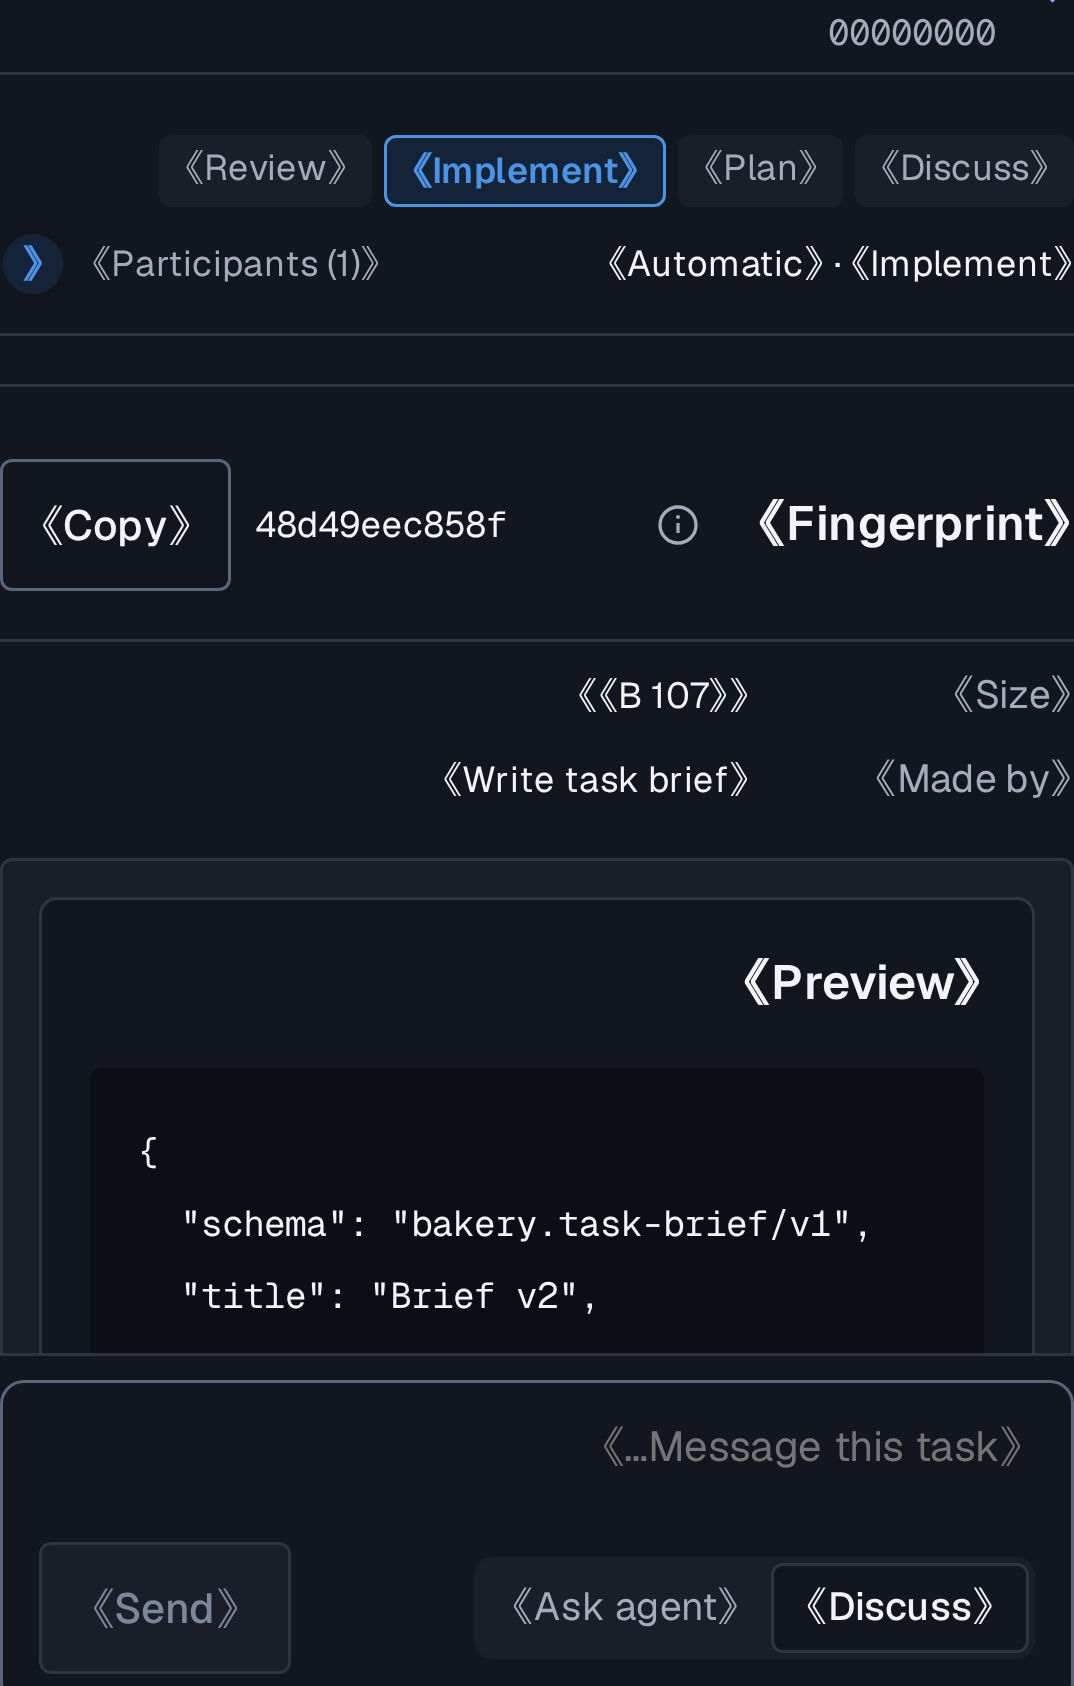 00000000
《Review》 《Implement》 《Plan》 《Discuss》
》 《Participants (1)》 《Automatic》 · 《Implement》
《Copy》 48d49eec858f 《Fingerprint》
《《B 107》》 《Size》
《Write task brief》 《Made by》
《Preview》
{
"schema": "bakery.task-brief/v1",
"title": "Brief v2",
《...Message this task》
《Send》 《Ask agent》 《Discuss》